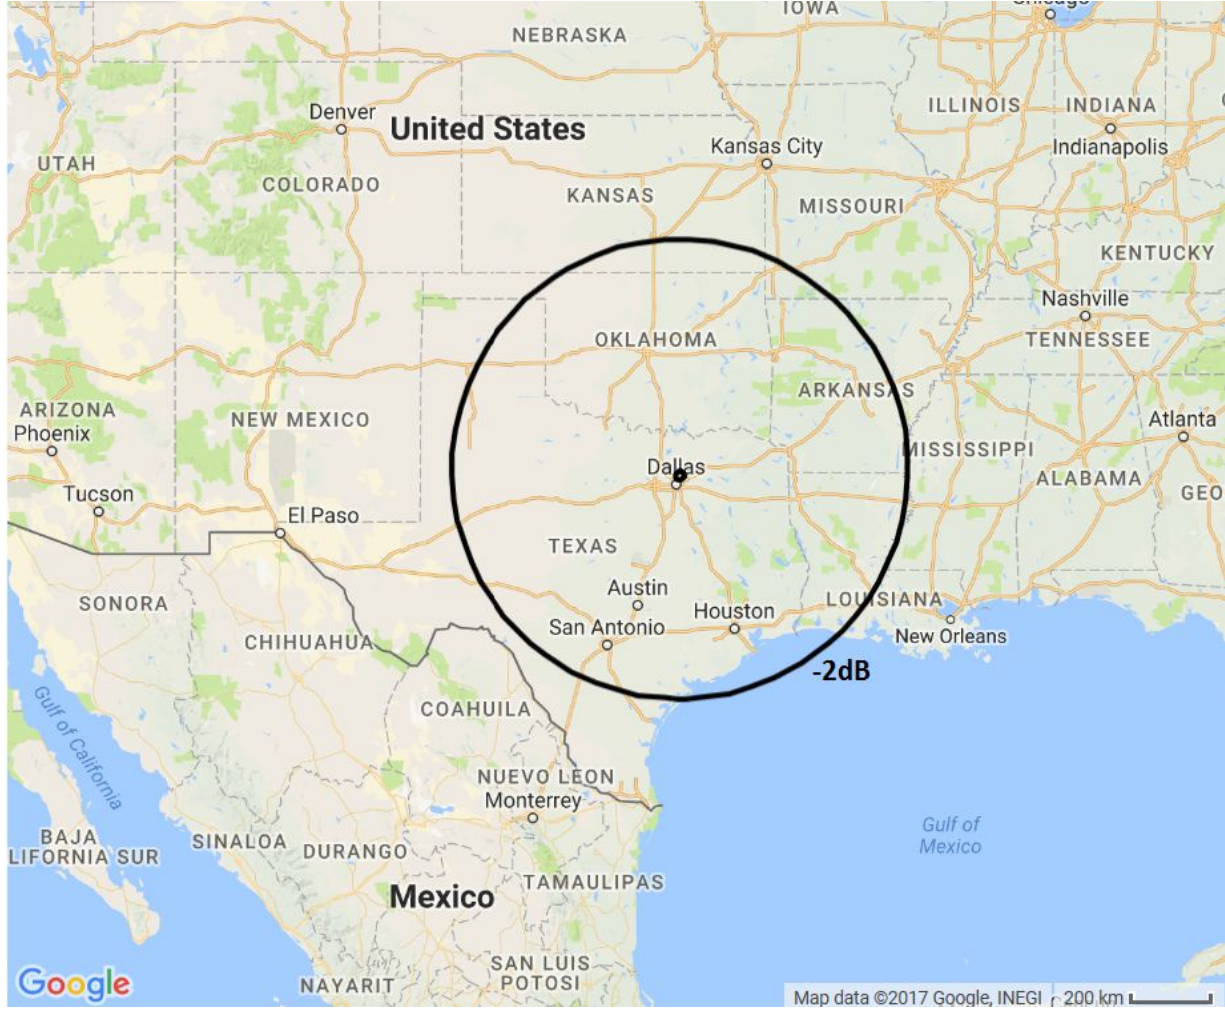 IOWA
Chicago
NEBRASKA
Denver
United States
ILLINOIS
INDIANA
Kansas City
Indianapolis
UTAH
COLORADO
KANSAS
MISSOURI
KENTUCKY
Nashville
OKLAHOMA
TENNESSEE
ARKANSAS
ARIZONA
NEW MEXICO
Phoenix
Atlanta
MISSISSIPPI
Dallas
ALABAMA
Tucson
GEO
El Paso
TEXAS
Austin
SONORA
Houston
LOUISIANA
San Antonio
New Orleans
CHIHUAHUA
-2dB
COAHUILA
Gulf of California
NUEVO LEON
Monterrey
Gulf of
Mexico
BAJA
LIFORNIA SUR
SINALOA
DURANGO
TAMAULIPAS
Mexico
SAN LUIS
POTOSI
NAYARIT
Google
Map data ©2017 Google, INEGI
200 km